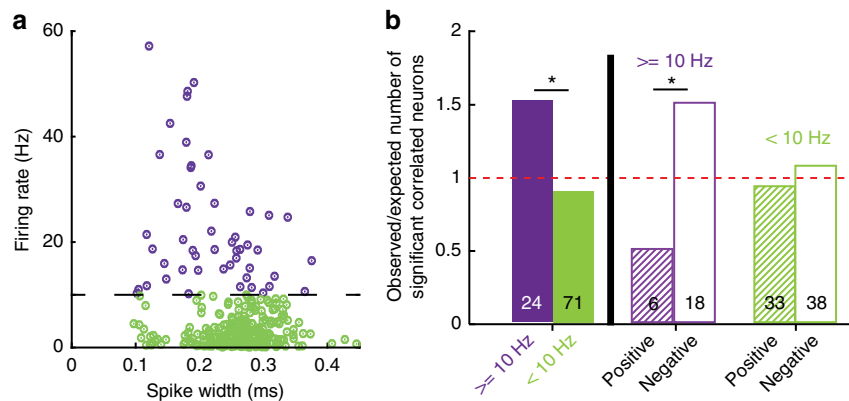 a
Firing rate (Hz)
60
40
20
0
0
0.1
0.2
0.3
0.4
Spike width (ms)
b
Observed/expected number of
significant correlated neurons
2
1.5
1
0.5
0
*
>= 10 Hz
*
< 10 Hz
24
71
6
18
33
38
>= 10 Hz
< 10 Hz
Positive
Negative
Positive
Negative